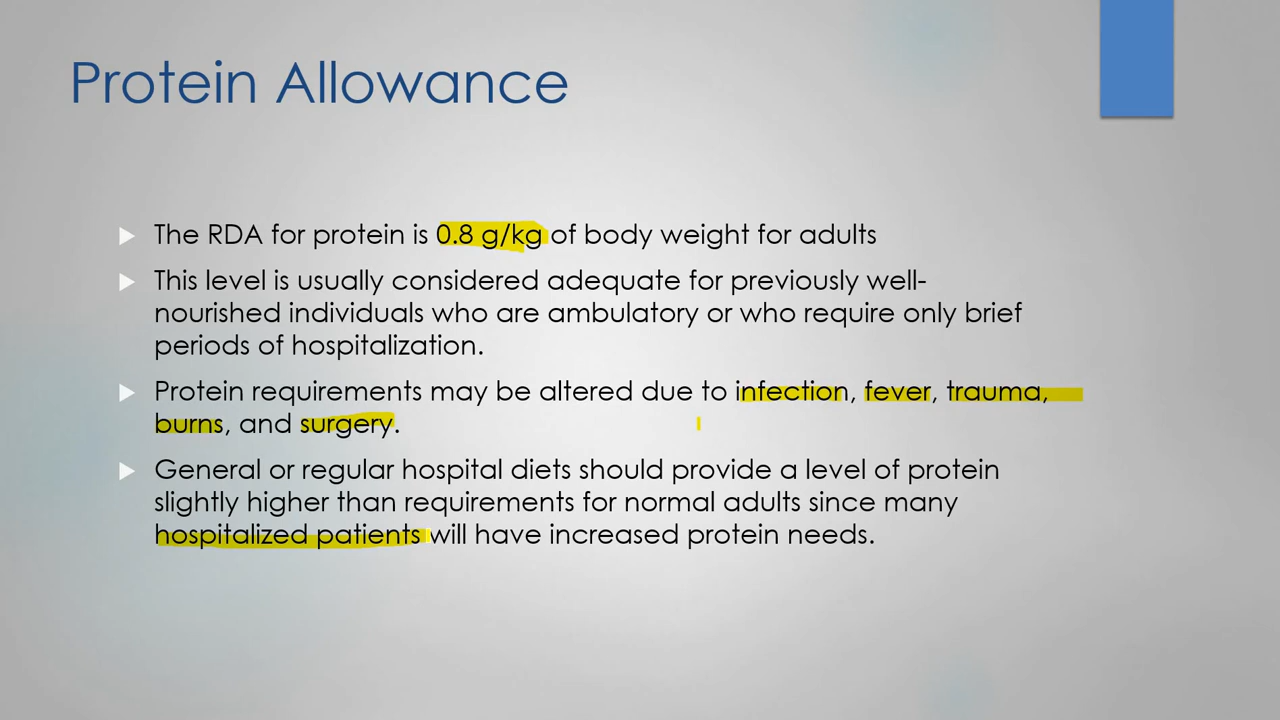 Protein Allowance
The RDA for protein is 0.8 g/kg of body weight for adults
This level is usually considered adequate for previously well-
nourished individuals who are ambulatory or who require only brief
periods of hospitalization.
Protein requirements may be altered due to infection, fever, trauma,
burns, and surgery.
General or regular hospital diets should provide a level of protein
slightly higher than requirements for normal adults since many
hospitalized patients will have increased protein needs.